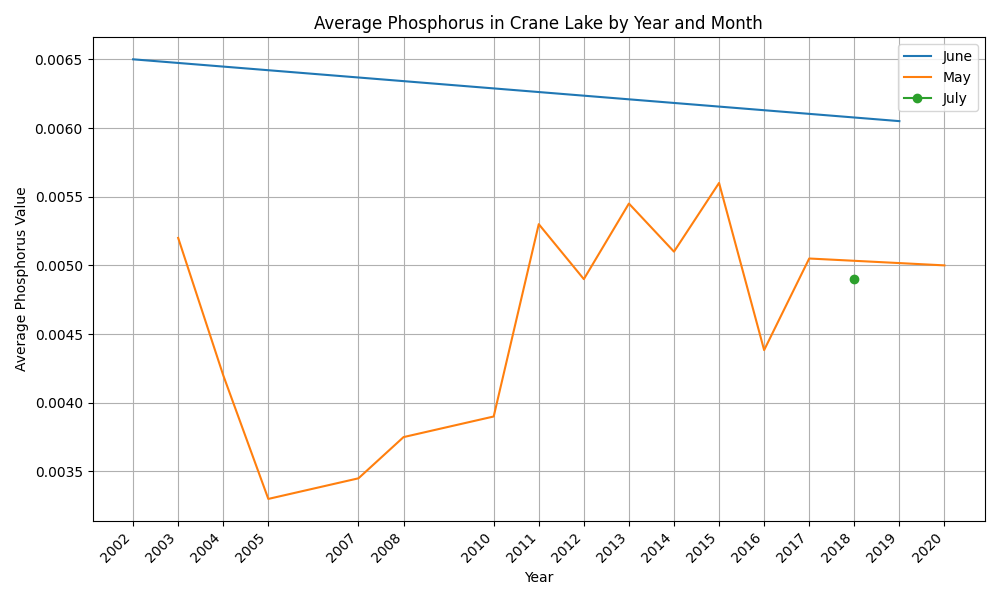 Average Phosphorus in Crane Lake by Year and Month
June
May
July
0.0065
0.0060
0.0055
0.0050
0.0045
0.0040
0.0035
Average Phosphorus Value
2002 2003 2004 2005 2007 2008 2010 2011 2012 2013 2014 2015 2016 2017 2018 2019 2020
Year